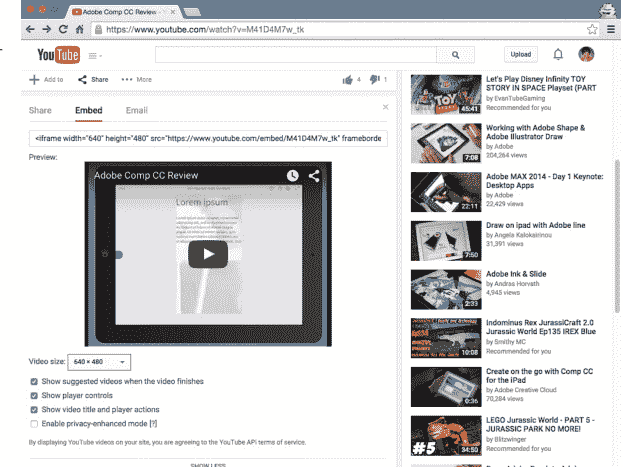 Adobe Comp CC Review -
https://www.youtube.com/watch?v=M41D4M7w_tk
YouTube
Upload
Add to
Share
More
4
1
Share
Embed
Email
<iframe width="640" height="480" src="https://www.youtube.com/embed/M41D4M7w_tk" frameborde
Preview:
Adobe Comp CC Review
Lorem ipsum
Video size:
640 × 480
Show suggested videos when the video finishes
Show player controls
Show video title and player actions
Enable privacy-enhanced mode [?]
By displaying YouTube videos on your site, you are agreeing to the YouTube API terms of service.
SHOW LESS
TOY STORY
45:41
Let's Play Disney Infinity TOY
STORY IN SPACE Playset (PART
by EvanTubeGaming
Recommended for you
7:08
Working with Adobe Shape &
Adobe Illustrator Draw
by Adobe
204,264 views
22:11
Adobe MAX 2014 - Day 1 Keynote:
Desktop Apps
by Adobe
22,429 views
7:50
Draw on ipad with Adobe line
by Angela Kalokairinou
31,391 views
2:33
Adobe Ink & Slide
by Andras Horvath
4,945 views
10:08
Indominus Rex JurassiCraft 2.0
Jurassic World Ep135 IREX Blue
by Smithy MC
Recommended for you
0:36
Create on the go with Comp CC
for the iPad
by Adobe Creative Cloud
70,284 views
#5
34:50
LEGO Jurassic World - PART 5 -
JURASSIC PARK NO MORE!
by Blitzwinger
Recommended for you